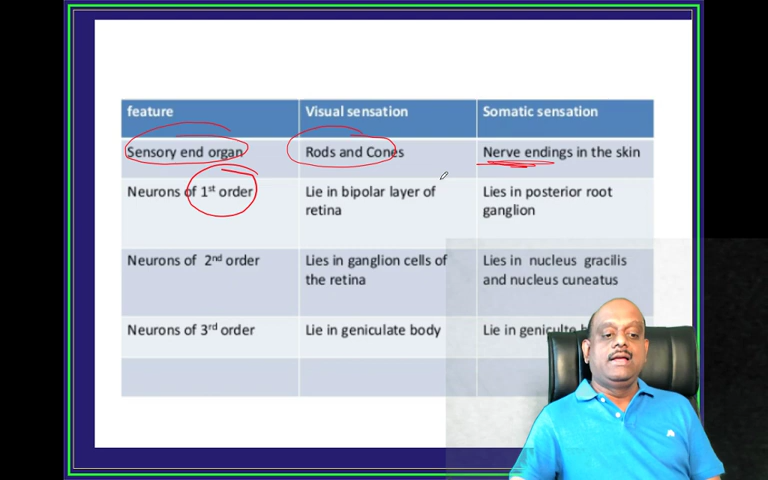 feature
Visual sensation
Somatic sensation
Sensory end organ
Rods and Cones
Nerve endings in the skin
Neurons of 1st order
Lie in bipolar layer of
retina
Lies in posterior root
ganglion
Neurons of 2nd order
Lies in ganglion cells of
the retina
Lies in nucleus gracilis
and nucleus cuneatus
Neurons of 3rd order
Lie in geniculate body
Lie in